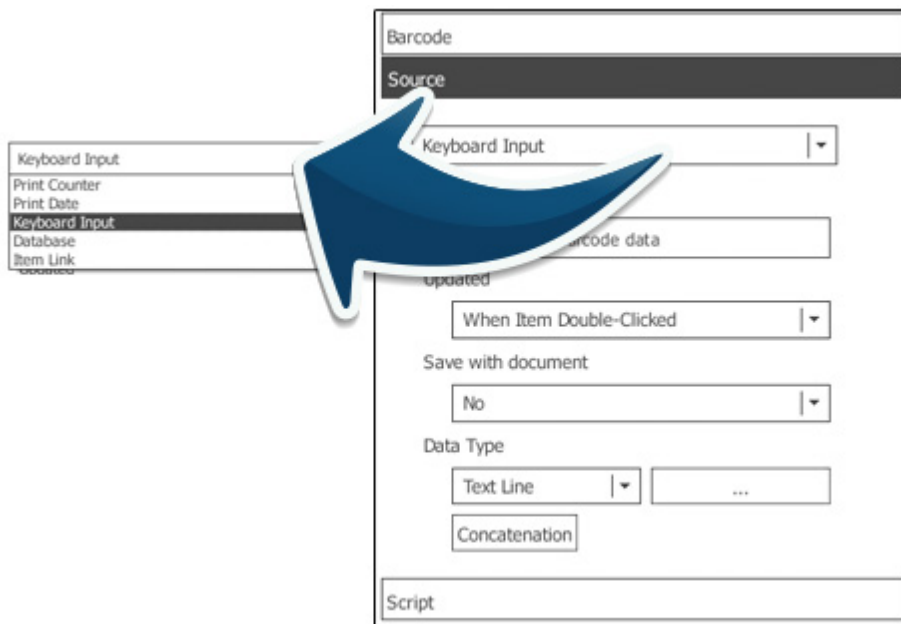 Barcode
Source
Keyboard Input
Keyboard Input
Print Counter
Print Date
Keyboard Input
Database
Item Link
Updated
data
Updated
When Item Double-Clicked
Save with document
No
Data Type
Text Line
...
Concatenation
Script